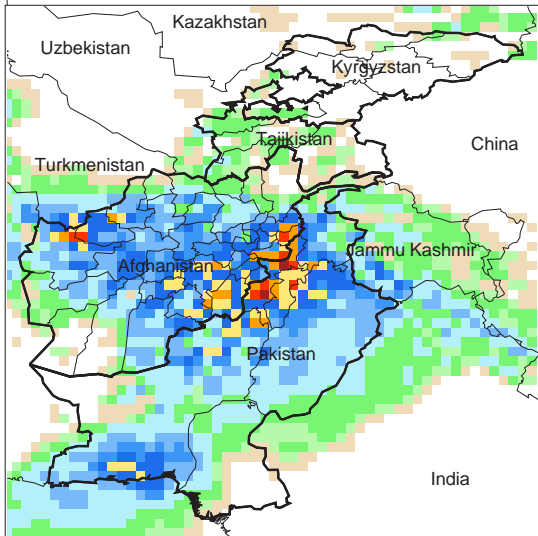 Kazakhstan
Uzbekistan
Kyrgyzstan
Tajikistan
China
Turkmenistan
Jammu Kashmir
Afghanistan
Pakistan
India